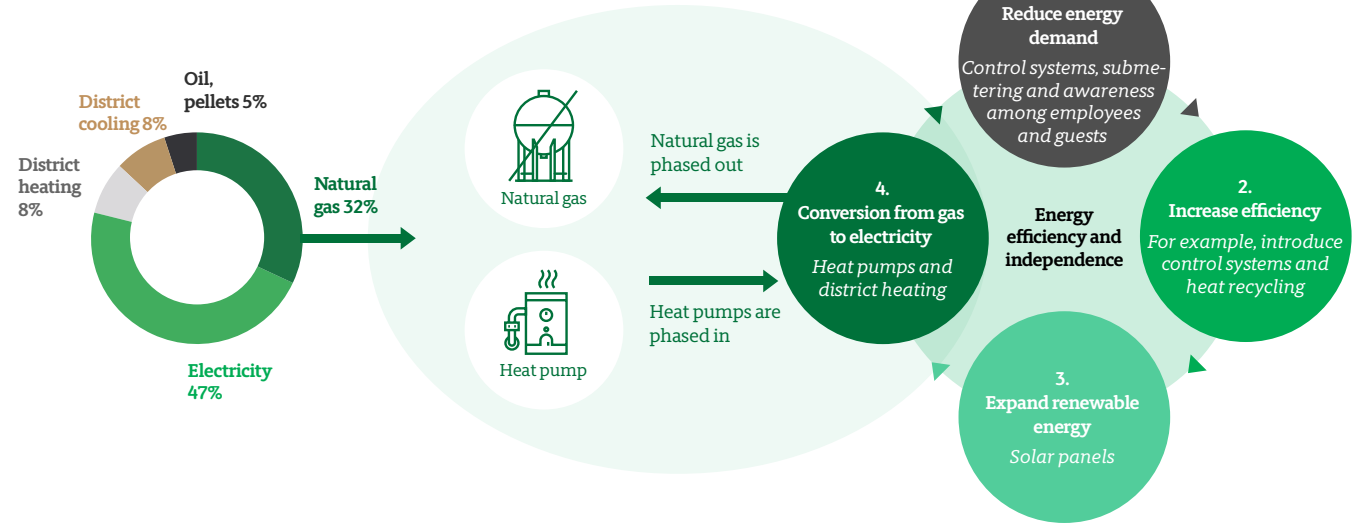 Oil,
pellets 5%
District
cooling 8%
District
heating
8%
Natural
gas 32%
Electricity
47%
Natural gas
Heat pump
Natural gas is
phased out
Heat pumps are
phased in
Reduce energy
demand
Control systems, subme-
tering and awareness
among employees
and guests
2.
Increase efficiency
For example, introduce
control systems and
heat recycling
3.
Expand renewable
energy
Solar panels
4.
Conversion from gas
to electricity
Heat pumps and
district heating
Energy
efficiency and
independence